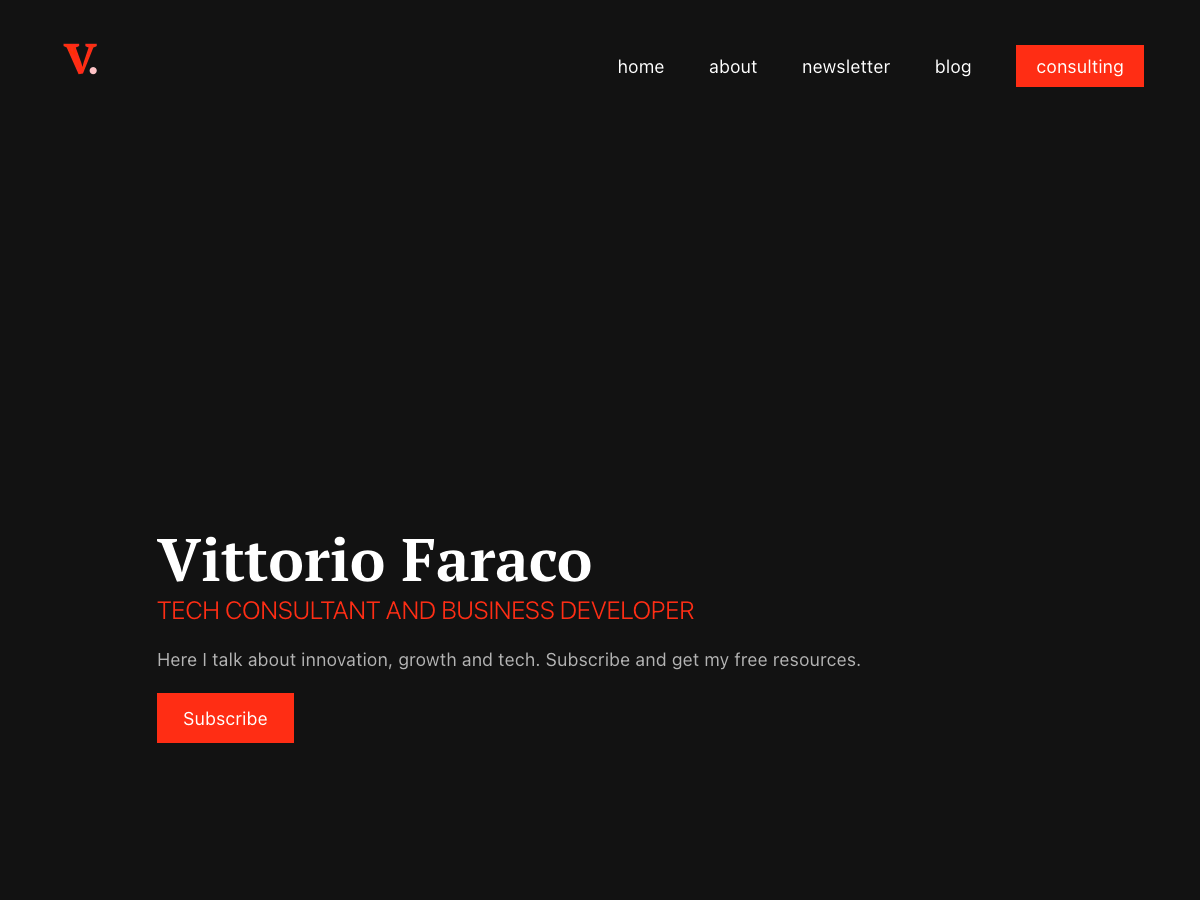 V.
home about newsletter blog consulting
Vittorio Faraco
TECH CONSULTANT AND BUSINESS DEVELOPER
Here I talk about innovation, growth and tech. Subscribe and get my free resources.
Subscribe